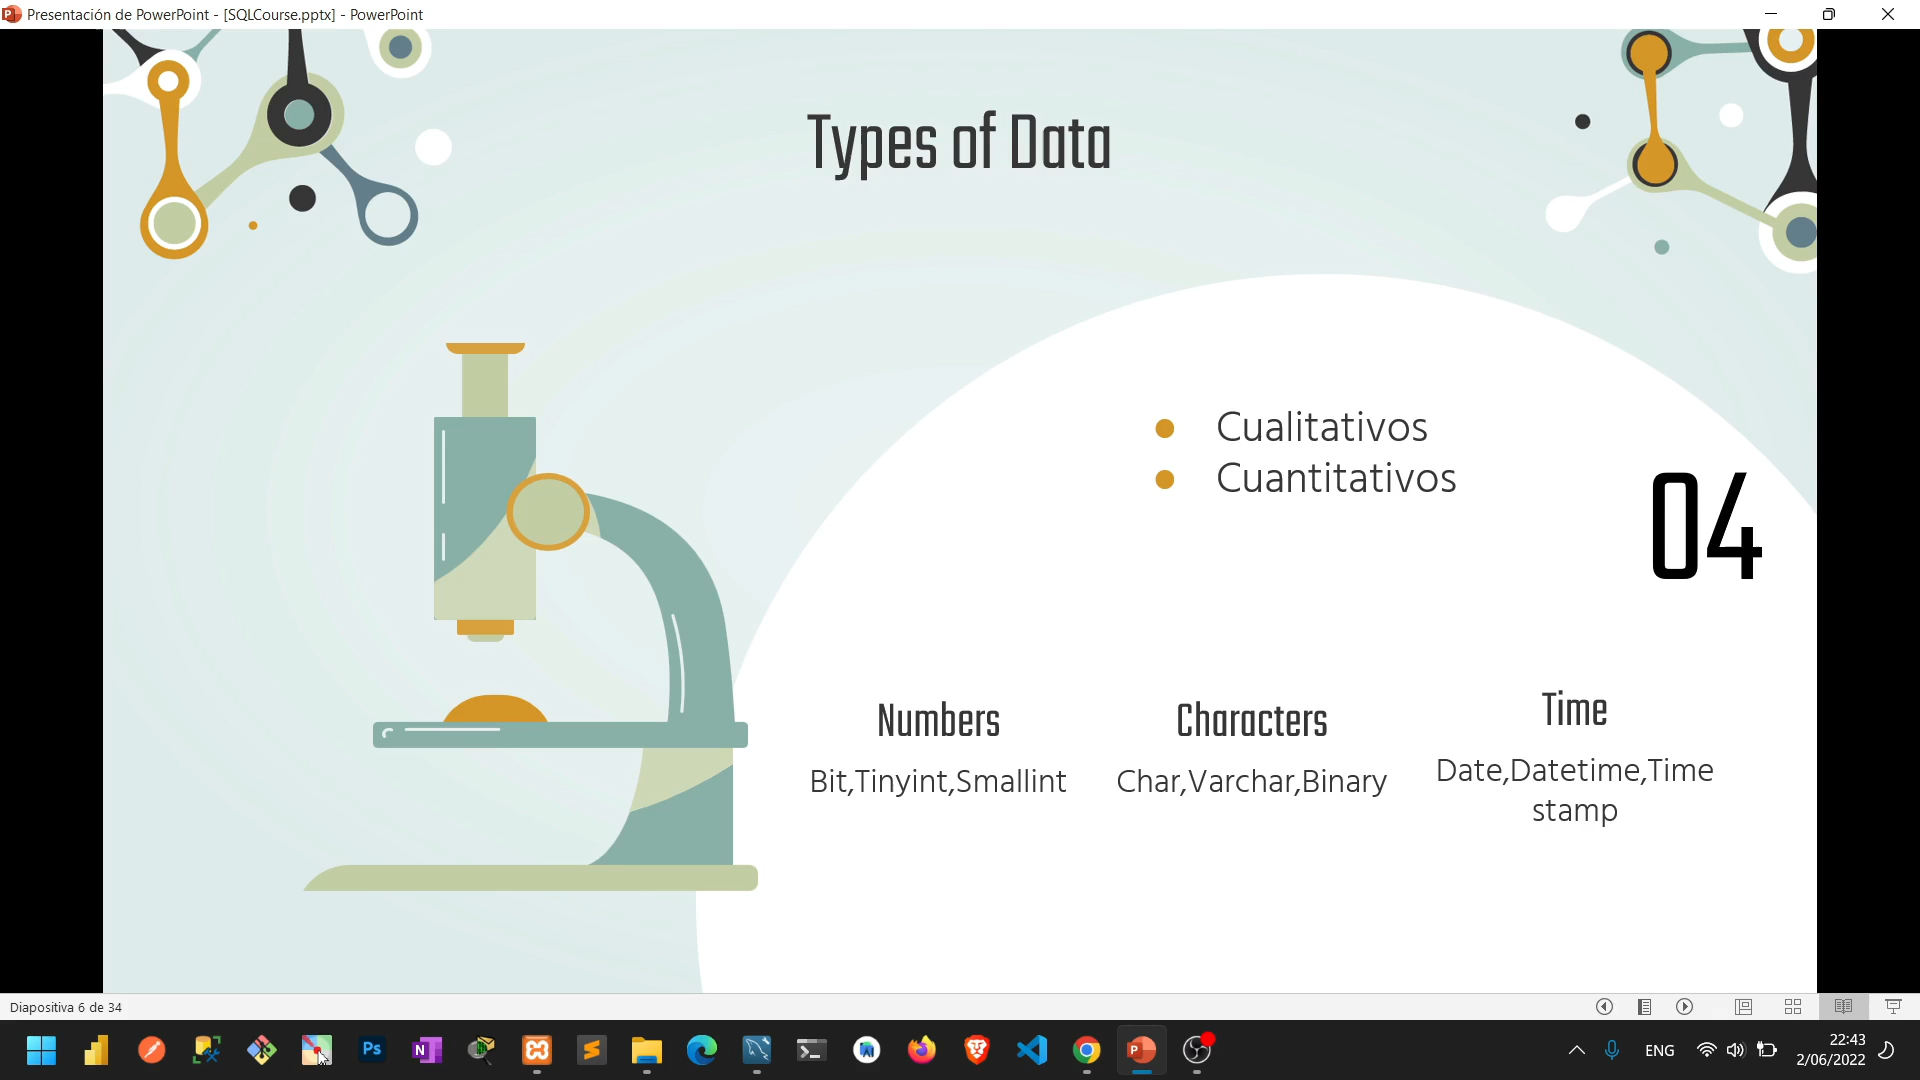 Presentación de PowerPoint - [SQLCourse.pptx] - PowerPoint
Types of Data
Cualitativos
Cuantitativos
04
Numbers
Bit,Tinyint,Smallint
Characters
Char,Varchar,Binary
Time
Date,Datetime,Time
stamp
Diapositiva 6 de 34
Ps
N
P
ENG
22:43
2/06/2022